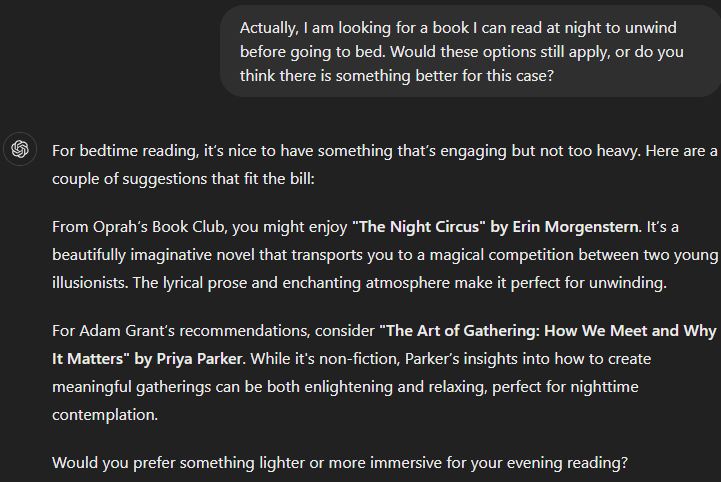 Actually, I am looking for a book I can read at night to unwind
before going to bed. Would these options still apply, or do you
think there is something better for this case?
For bedtime reading, it's nice to have something that's engaging but not too heavy. Here are a
couple of suggestions that fit the bill:
From Oprah's Book Club, you might enjoy "The Night Circus" by Erin Morgenstern. It's a
beautifully imaginative novel that transports you to a magical competition between two young
illusionists. The lyrical prose and enchanting atmosphere make it perfect for unwinding.
For Adam Grant's recommendations, consider "The Art of Gathering: How We Meet and Why
It Matters" by Priya Parker. While it's non-fiction, Parker's insights into how to create
meaningful gatherings can be both enlightening and relaxing, perfect for nighttime
contemplation.
Would you prefer something lighter or more immersive for your evening reading?